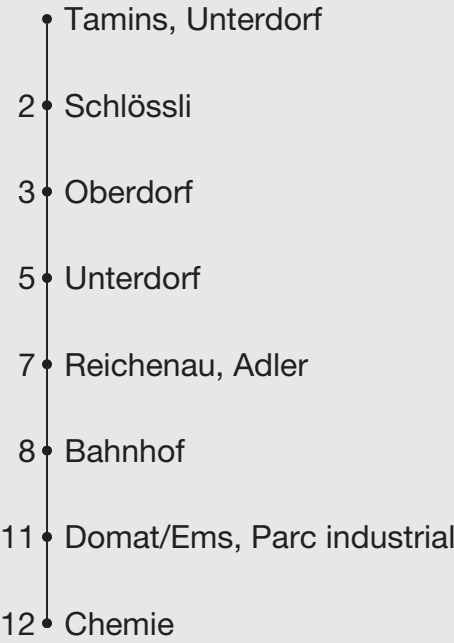 Tamins, Unterdorf
2 Schlössli
3 Oberdorf
5 Unterdorf
7 Reichenau, Adler
8 Bahnhof
11 Domat/Ems, Parc industrial
12 Chemie